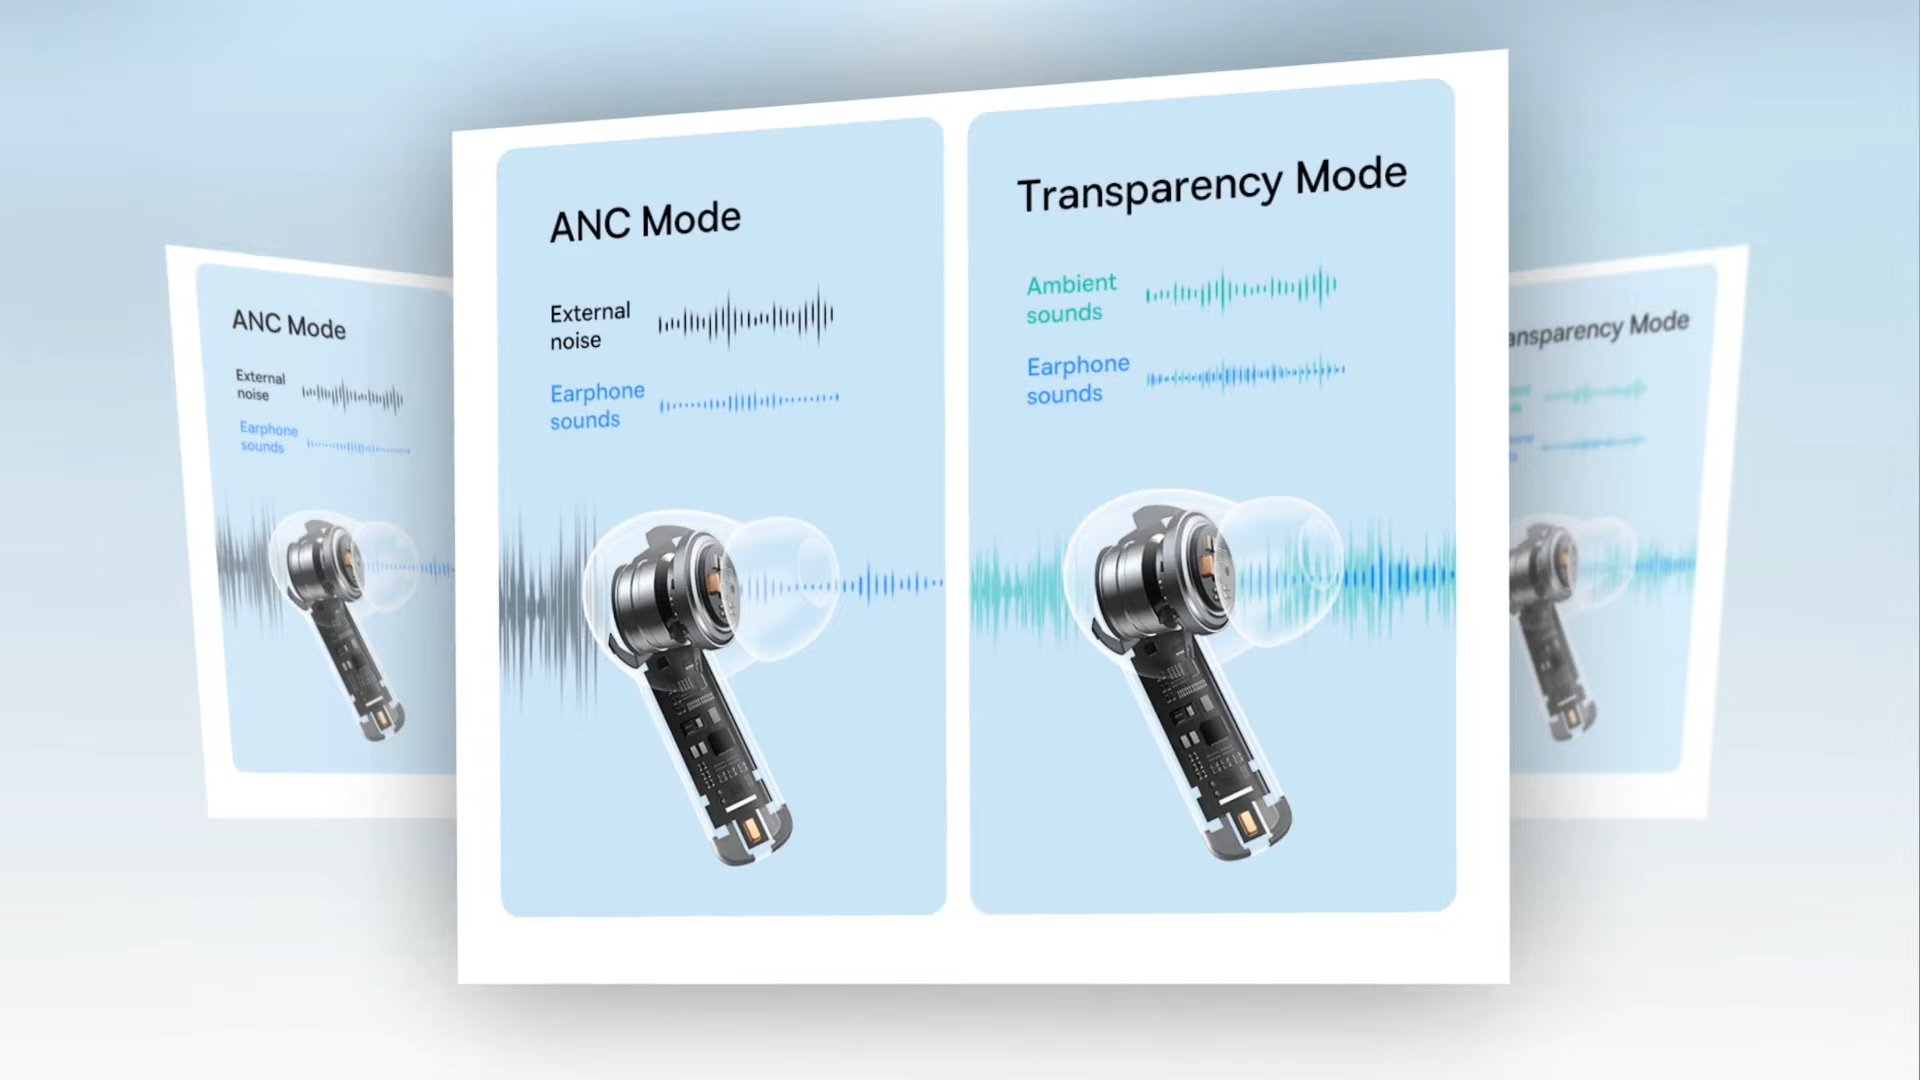 ANC Mode
External
noise
Earphone
sounds
ANC Mode
External
noise
Earphone
sounds
Transparency Mode
Ambient
sounds
Earphone
sounds
Mode